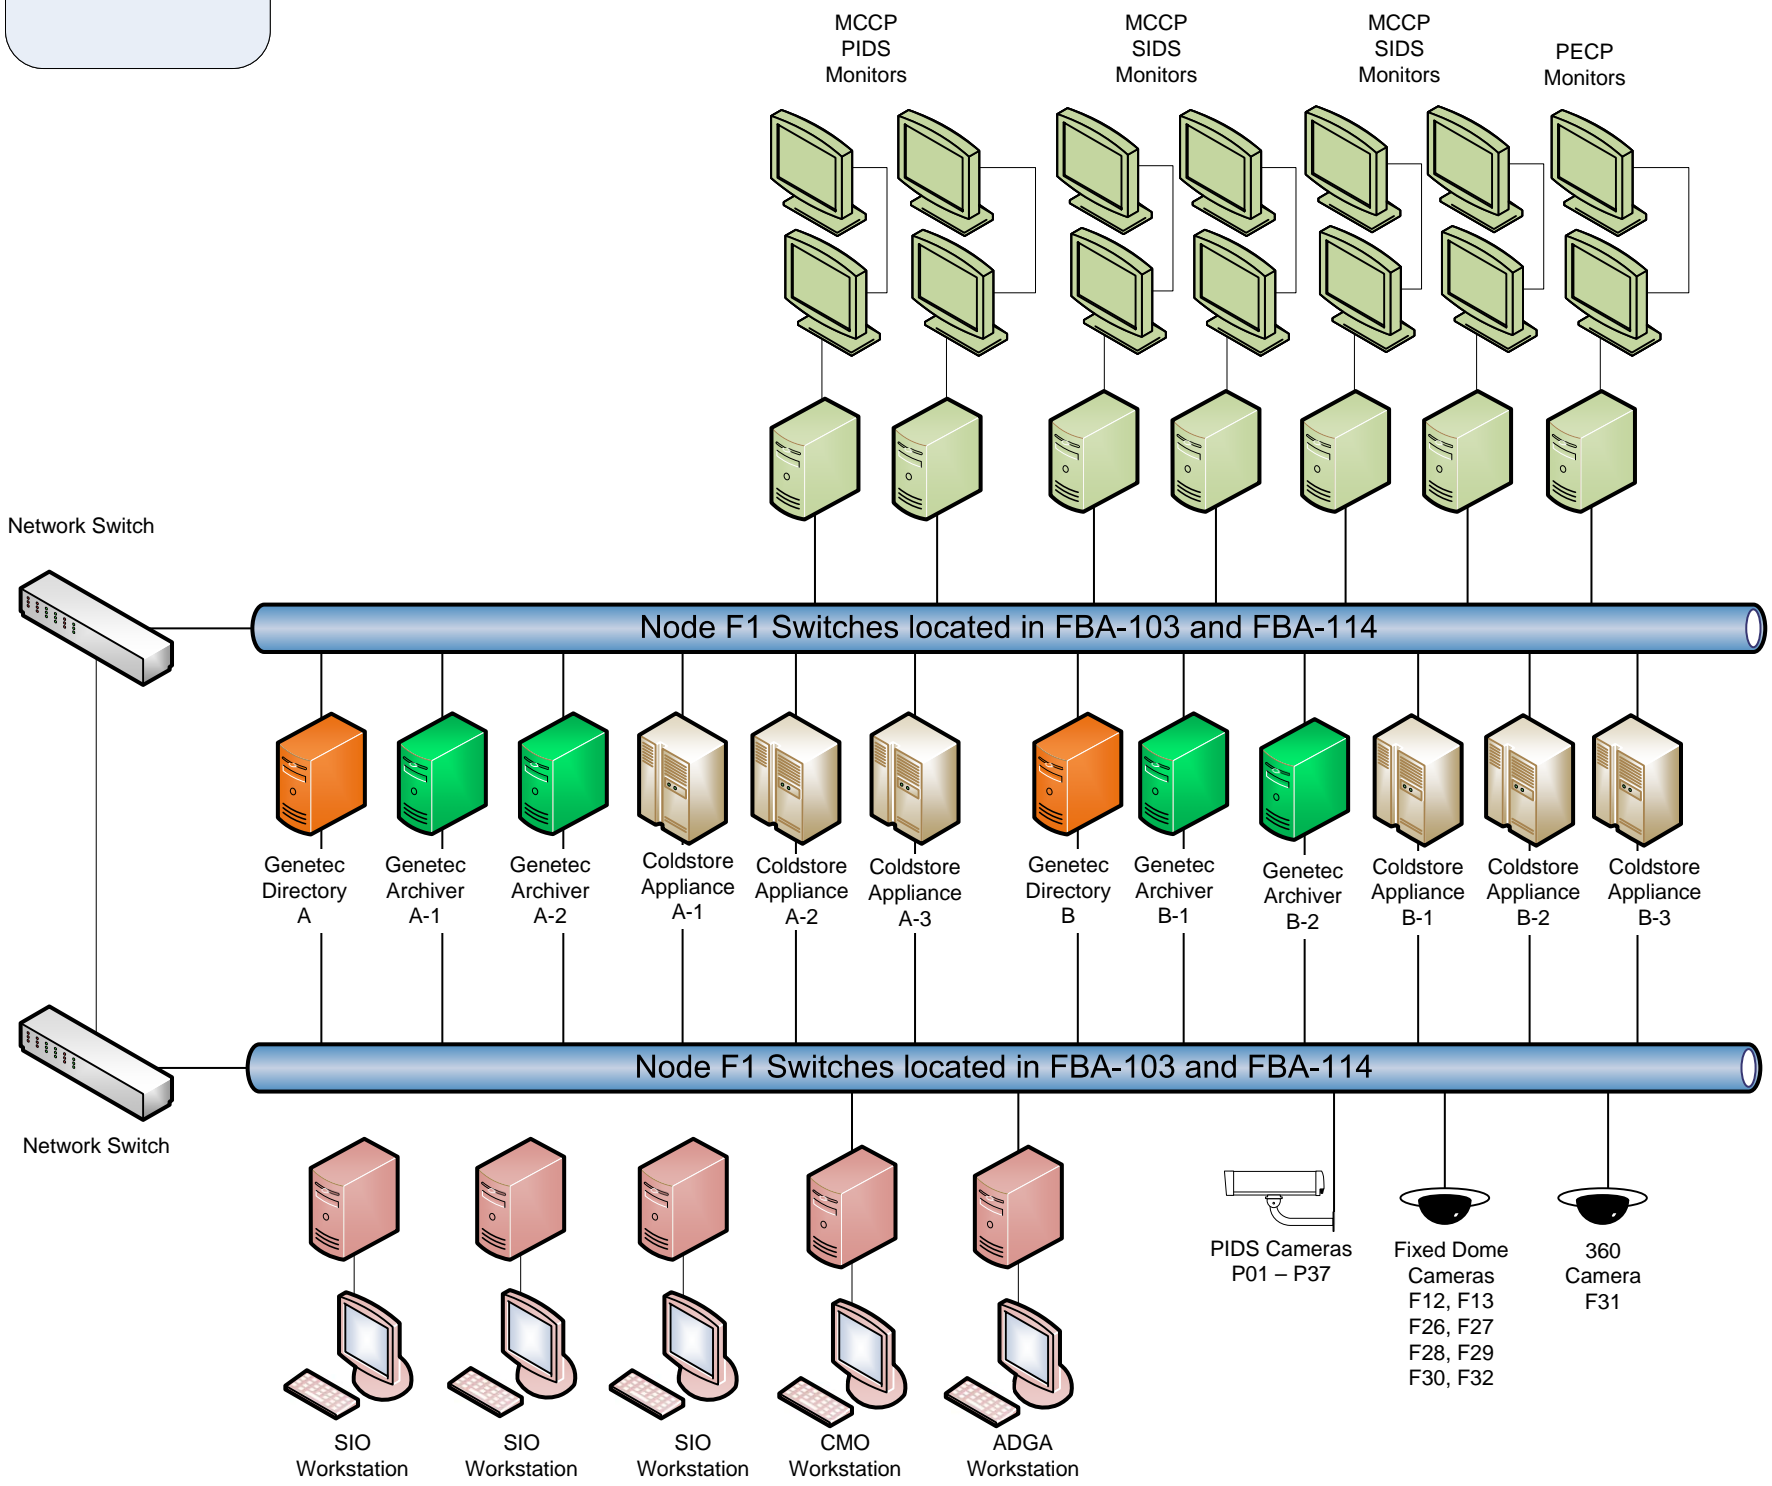 MCCP
PIDS
Monitors
MCCP
SIDS
Monitors
MCCP
SIDS
Monitors
PECP
Monitors
Network Switch
Node F1 Switches located in FBA-103 and FBA-114
Genetec
Directory
A
Genetec
Archiver
A-1
Genetec
Archiver
A-2
Coldstore
Appliance
A-1
Coldstore
Appliance
A-2
Coldstore
Appliance
A-3
Genetec
Directory
B
Genetec
Archiver
B-1
Genetec
Archiver
B-2
Coldstore
Appliance
B-1
Coldstore
Appliance
B-2
Coldstore
Appliance
B-3
Node F1 Switches located in FBA-103 and FBA-114
Network Switch
PIDS Cameras
P01 – P37
Fixed Dome
Cameras
F12, F13
F26, F27
F28, F29
F30, F32
360
Camera
F31
SIO
Workstation
SIO
Workstation
SIO
Workstation
CMO
Workstation
ADGA
Workstation